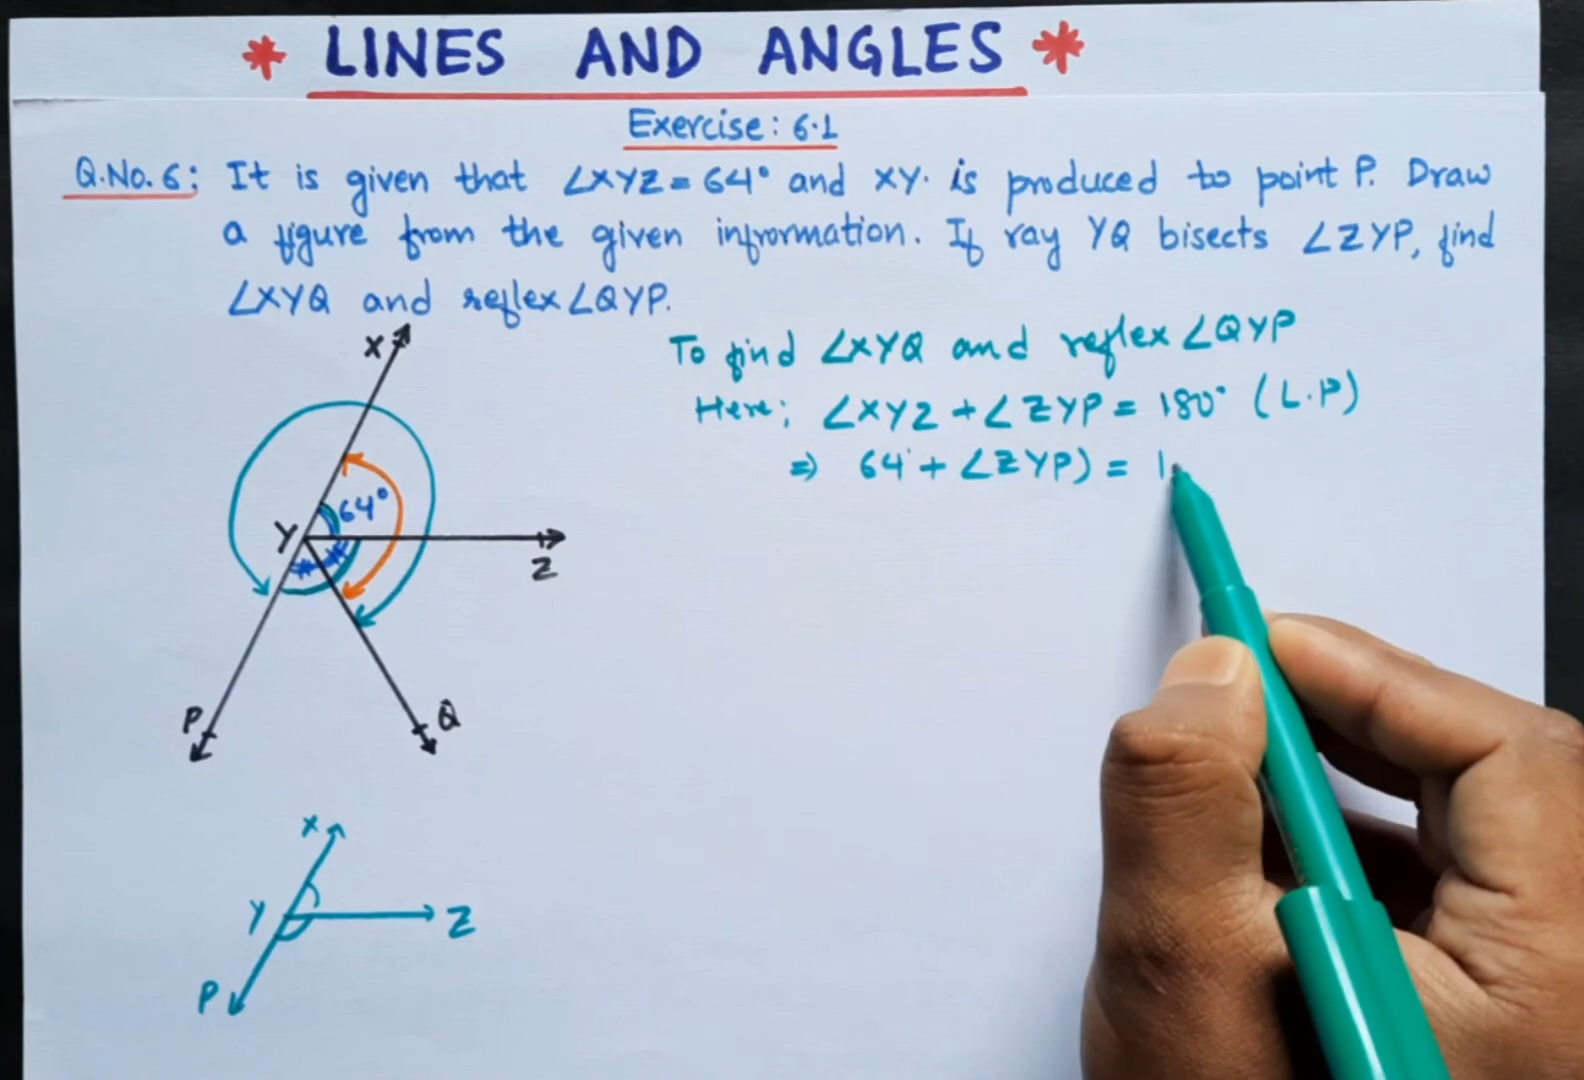 * LINES AND ANGLES *
Exercise: 6.1
Q.No. 6: It is given that ∠XYZ = 64° and XY is produced to point P. Draw
a figure from the given infrormation. If ray YQ bisects ∠ZYP, find
∠XYQ and reflex ∠QYP.
To find ∠XYQ and reflex ∠QYP
Here; ∠XYZ + ∠ZYP = 180° (L.P)
⇒ 64° + ∠ZYP) = 1
X
64°
Y
Z
P
Q
X
Y
Z
P